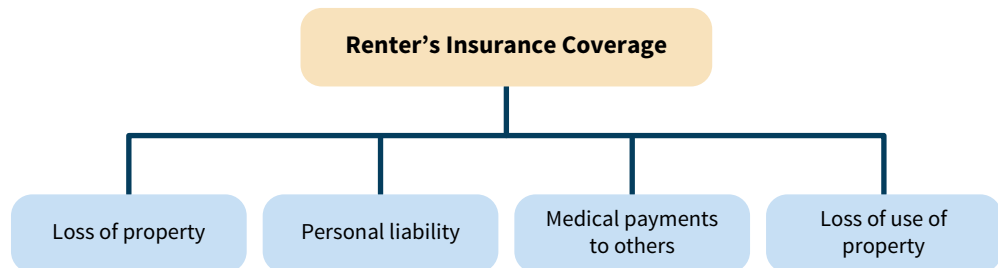 Renter’s Insurance Coverage
Loss of property
Personal liability
Medical payments
to others
Loss of use of
property